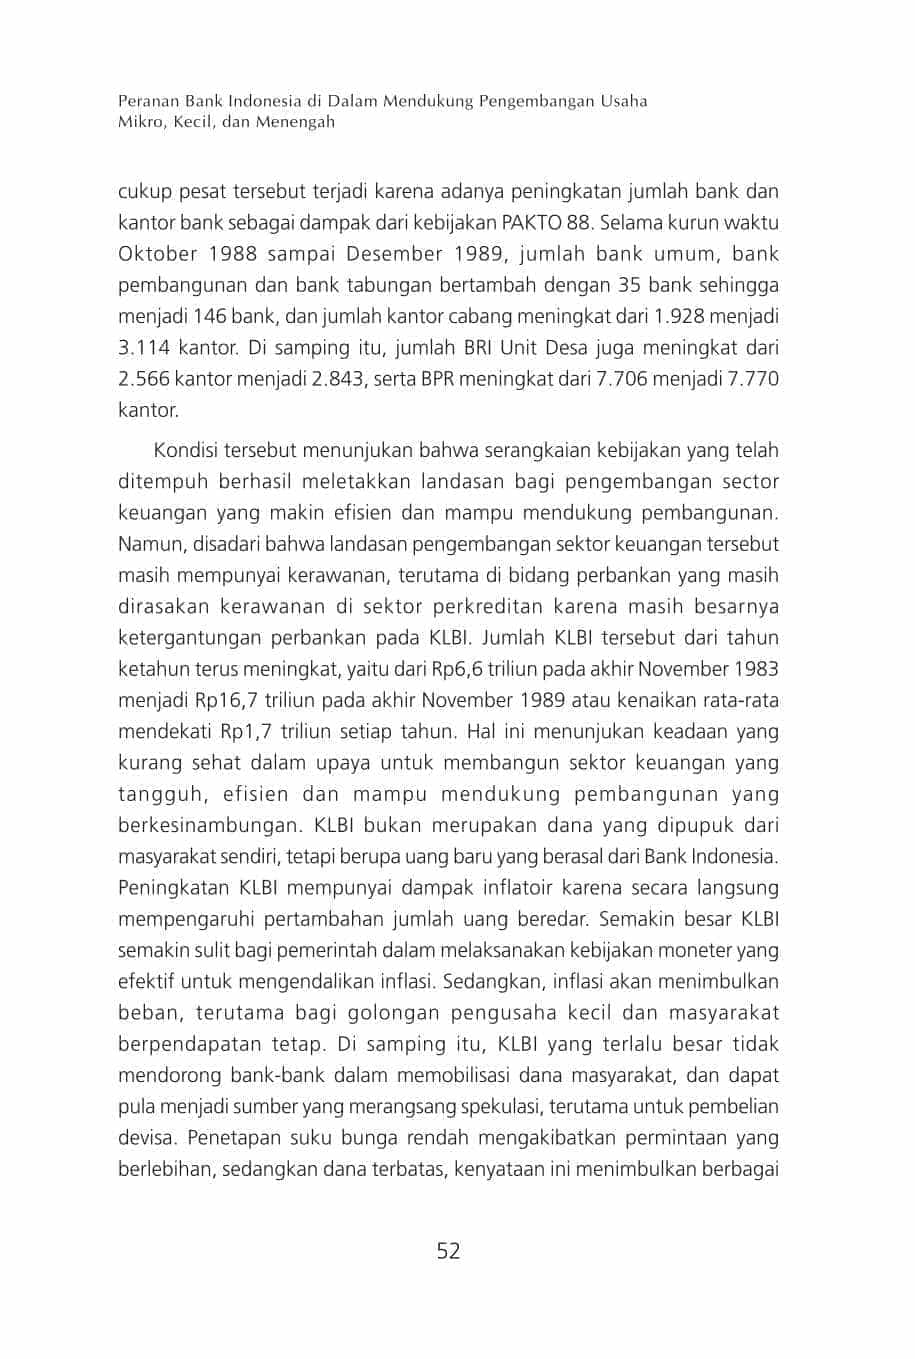 Peranan Bank Indonesia di Dalam Mendukung Pengembangan Usaha
Mikro, Kecil, dan Menengah
cukup pesat tersebut terjadi karena adanya peningkatan jumlah bank dan
kantor bank sebagai dampak dari kebijakan PAKTO 88. Selama kurun waktu
Oktober 1988 sampai Desember 1989, jumlah bank umum, bank
pembangunan dan bank tabungan bertambah dengan 35 bank sehingga
menjadi 146 bank, dan jumlah kantor cabang meningkat dari 1.928 menjadi
3.114 kantor. Di samping itu, jumlah BRI Unit Desa juga meningkat dari
2.566 kantor menjadi 2.843, serta BPR meningkat dari 7.706 menjadi 7.770
kantor.
Kondisi tersebut menunjukan bahwa serangkaian kebijakan yang telah
ditempuh berhasil meletakkan landasan bagi pengembangan sector
keuangan yang makin efisien dan mampu mendukung pembangunan.
Namun, disadari bahwa landasan pengembangan sektor keuangan tersebut
masih mempunyai kerawanan, terutama di bidang perbankan yang masih
dirasakan kerawanan di sektor perkreditan karena masih besarnya
ketergantungan perbankan pada KLBI. Jumlah KLBI tersebut dari tahun
ketahun terus meningkat, yaitu dari Rp6,6 triliun pada akhir November 1983
menjadi Rp16,7 triliun pada akhir November 1989 atau kenaikan rata-rata
mendekati Rp1,7 triliun setiap tahun. Hal ini menunjukan keadaan yang
kurang sehat dalam upaya untuk membangun sektor keuangan yang
tangguh, efisien dan mampu mendukung pembangunan yang
berkesinambungan. KLBI bukan merupakan dana yang dipupuk dari
masyarakat sendiri, tetapi berupa uang baru yang berasal dari Bank Indonesia.
Peningkatan KLBI mempunyai dampak inflatoir karena secara langsung
mempengaruhi pertambahan jumlah uang beredar. Semakin besar KLBI
semakin sulit bagi pemerintah dalam melaksanakan kebijakan moneter yang
efektif untuk mengendalikan inflasi. Sedangkan, inflasi akan menimbulkan
beban, terutama bagi golongan pengusaha kecil dan masyarakat
berpendapatan tetap. Di samping itu, KLBI yang terlalu besar tidak
mendorong bank-bank dalam memobilisasi dana masyarakat, dan dapat
pula menjadi sumber yang merangsang spekulasi, terutama untuk pembelian
devisa. Penetapan suku bunga rendah mengakibatkan permintaan yang
berlebihan, sedangkan dana terbatas, kenyataan ini menimbulkan berbagai
52